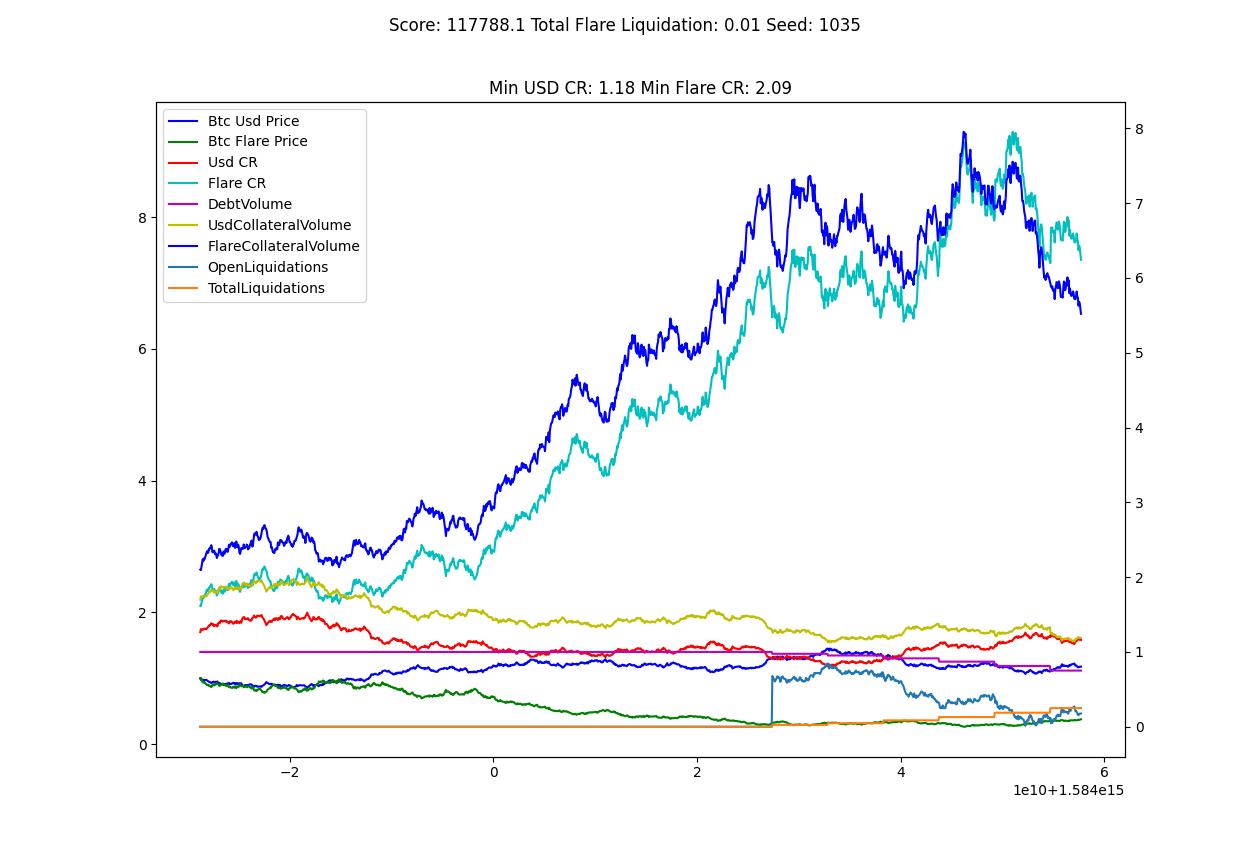 Score: 117788.1 Total Flare Liquidation: 0.01 Seed: 1035
Min USD CR: 1.18 Min Flare CR: 2.09
Btc Usd Price
Btc Flare Price
Usd CR
Flare CR
DebtVolume
UsdCollateralVolume
FlareCollateralVolume
OpenLiquidations
TotalLiquidations
8
6
4
2
0
8
7
6
5
4
3
2
1
0
−2 0 2 4 6
1e10+1.584e15